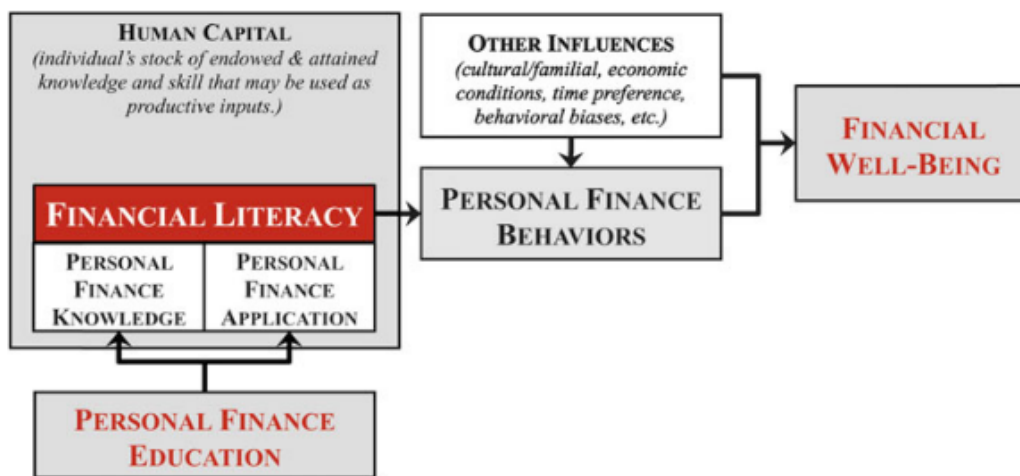 HUMAN CAPITAL
(individual's stock of endowed & attained
knowledge and skill that may be used as
productive inputs.)
FINANCIAL LITERACY
PERSONAL
FINANCE
KNOWLEDGE
PERSONAL
FINANCE
APPLICATION
PERSONAL FINANCE
EDUCATION
OTHER INFLUENCES
(cultural/familial, economic
conditions, time preference,
behavioral biases, etc.)
PERSONAL FINANCE
BEHAVIORS
FINANCIAL
WELL-BEING